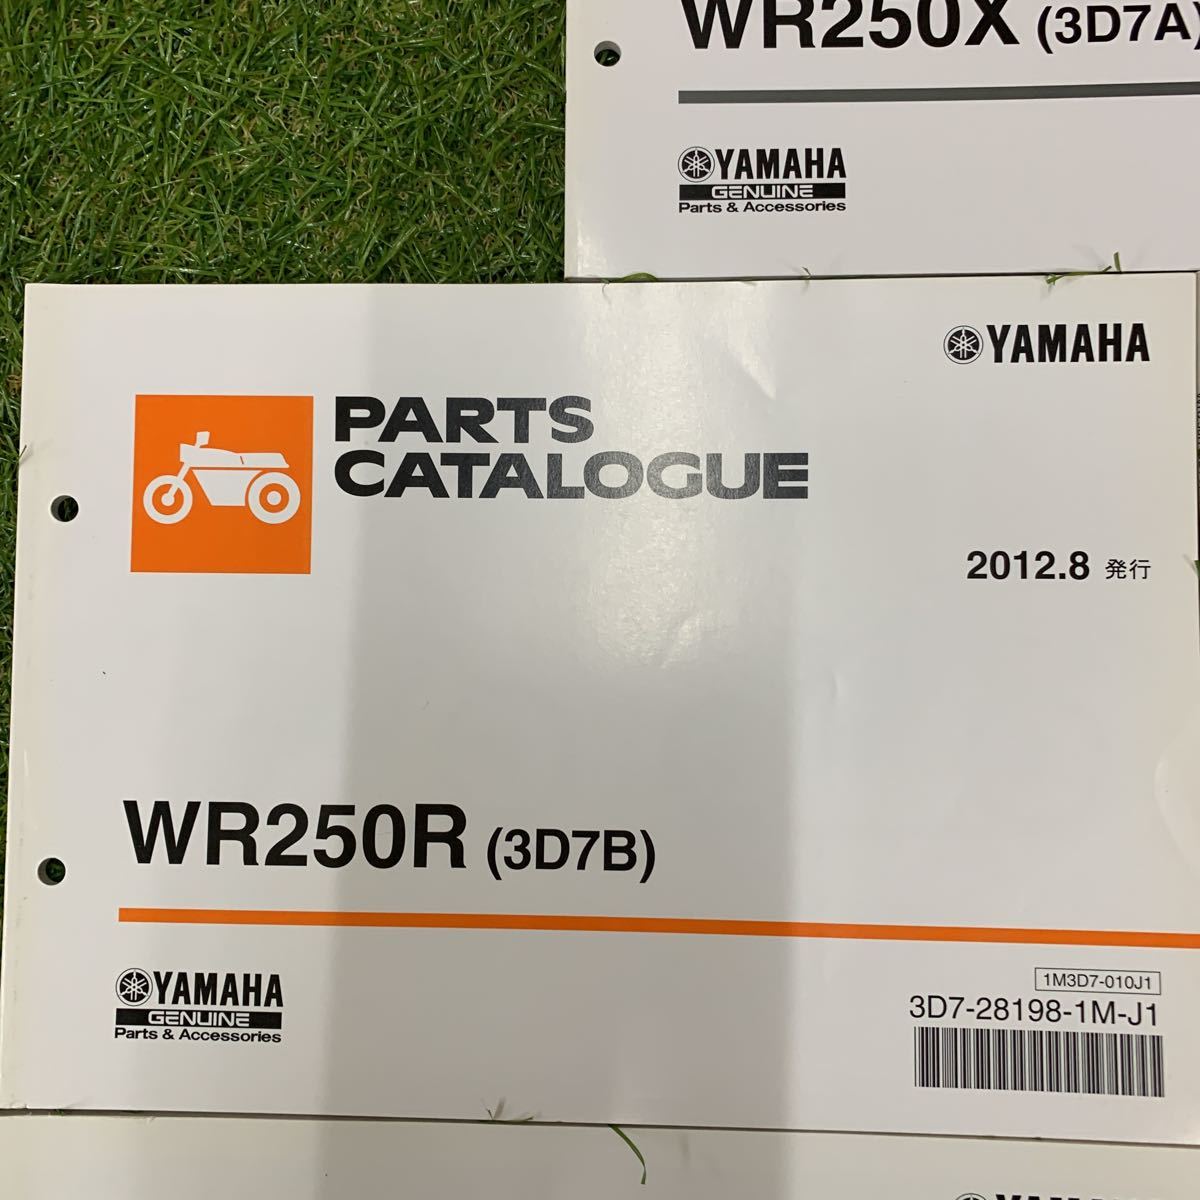 WR250X (3D7A)
YAMAHA
GENUINE
Parts & Accessories
YAMAHA
PARTS
CATALOGUE
2012.8 発行
WR250R (3D7B)
YAMAHA
GENUINE
Parts & Accessories
1M3D7-010J1
3D7-28198-1M-J1
YAMAHA